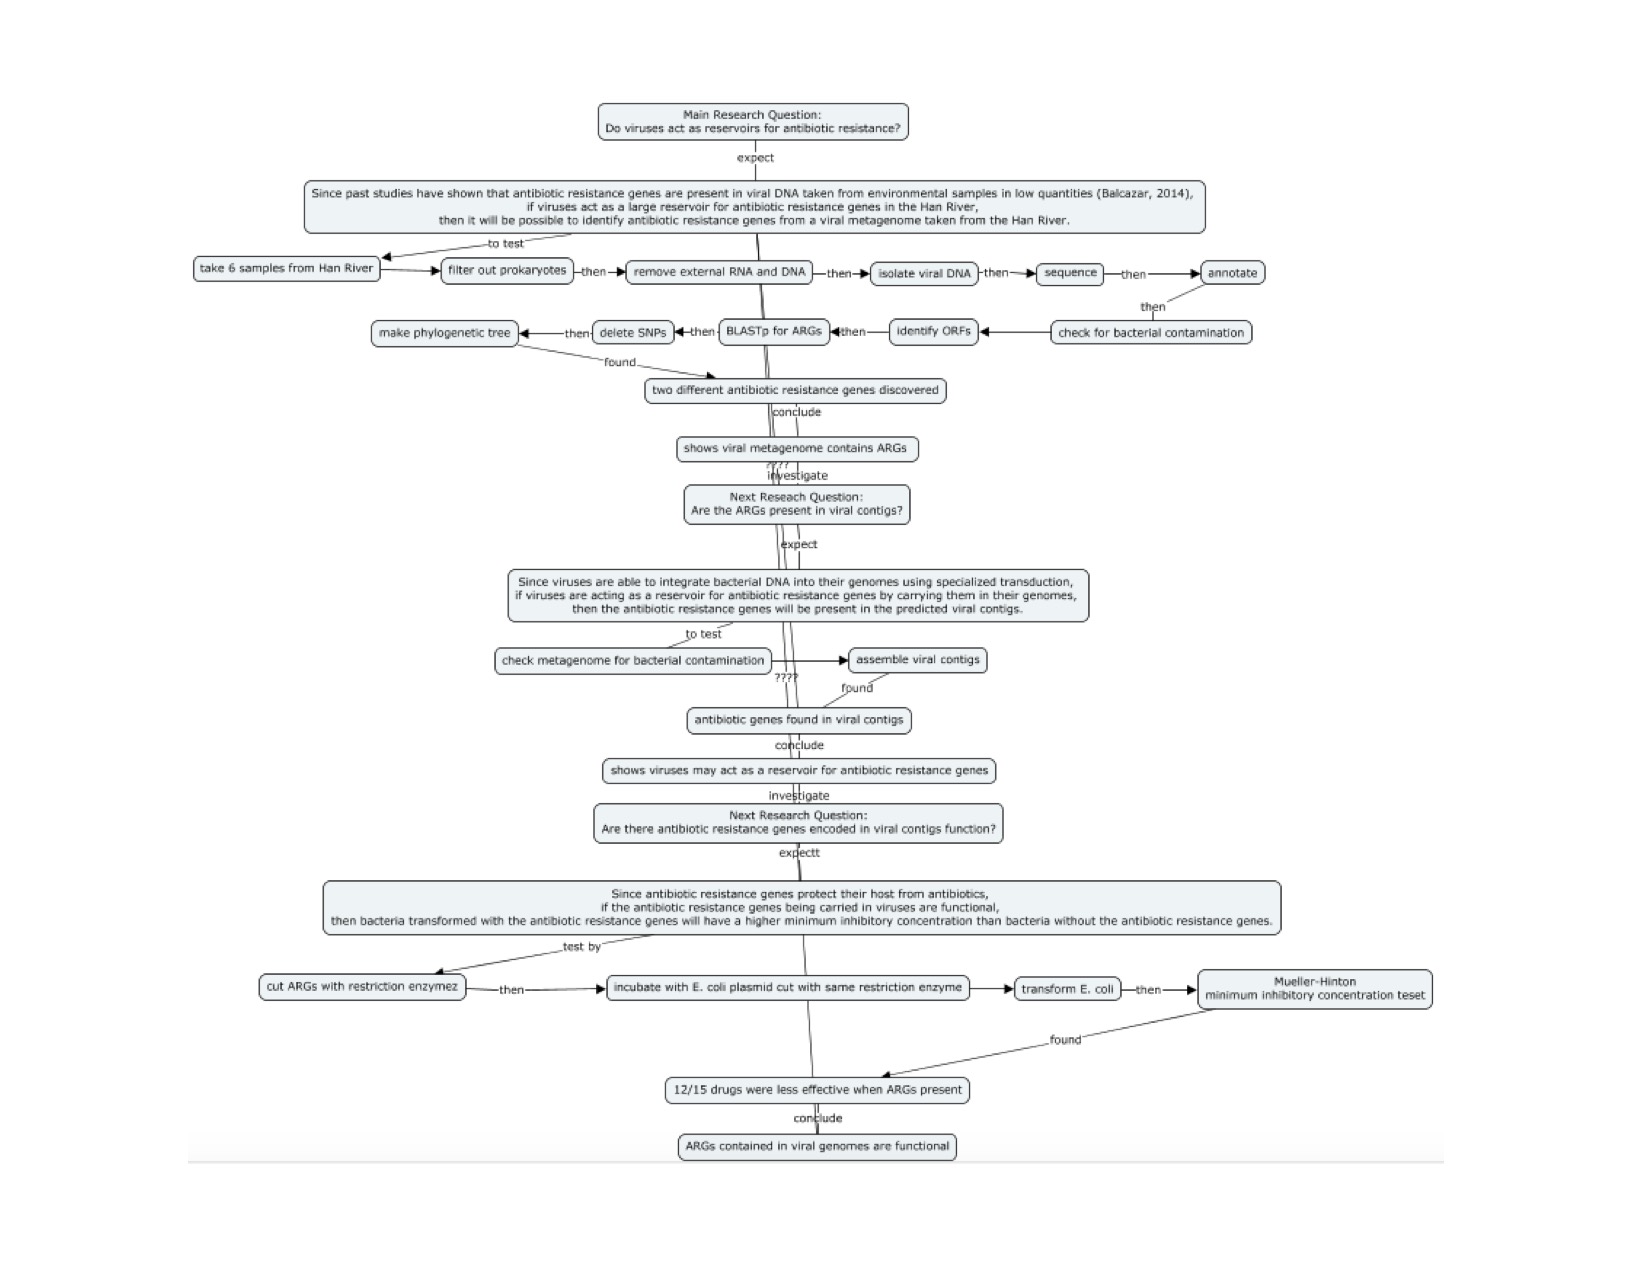 Main Research Question:
Do viruses act as reservoirs for antibiotic resistance?
expect
Since past studies have shown that antibiotic resistance genes are present in viral DNA taken from environmental samples in low quantities (Balcazar, 2014),
if viruses act as a large reservoir for antibiotic resistance genes in the Han River,
then it will be possible to identify antibiotic resistance genes from a viral metagenome taken from the Han River.
to test
take 6 samples from Han River
filter out prokaryotes
then
remove external RNA and DNA
then
isolate viral DNA
then
sequence
then
annotate
then
check for bacterial contamination
identify ORFs
then
BLASTp for ARGs
then
delete SNPs
then
make phylogenetic tree
found
two different antibiotic resistance genes discovered
conclude
shows viral metagenome contains ARGs
????
investigate
Next Reseach Question:
Are the ARGs present in viral contigs?
expect
Since viruses are able to integrate bacterial DNA into their genomes using specialized transduction,
if viruses are acting as a reservoir for antibiotic resistance genes by carrying them in their genomes,
then the antibiotic resistance genes will be present in the predicted viral contigs.
to test
check metagenome for bacterial contamination
assemble viral contigs
????
found
antibiotic genes found in viral contigs
conclude
shows viruses may act as a reservoir for antibiotic resistance genes
investigate
Next Research Question:
Are there antibiotic resistance genes encoded in viral contigs function?
expectt
Since antibiotic resistance genes protect their host from antibiotics,
if the antibiotic resistance genes being carried in viruses are functional,
then bacteria transformed with the antibiotic resistance genes will have a higher minimum inhibitory concentration than bacteria without the antibiotic resistance genes.
test by
cut ARGs with restriction enzymez
then
incubate with E. coli plasmid cut with same restriction enzyme
transform E. coli
then
Mueller-Hinton
minimum inhibitory concentration teset
found
12/15 drugs were less effective when ARGs present
conclude
ARGs contained in viral genomes are functional